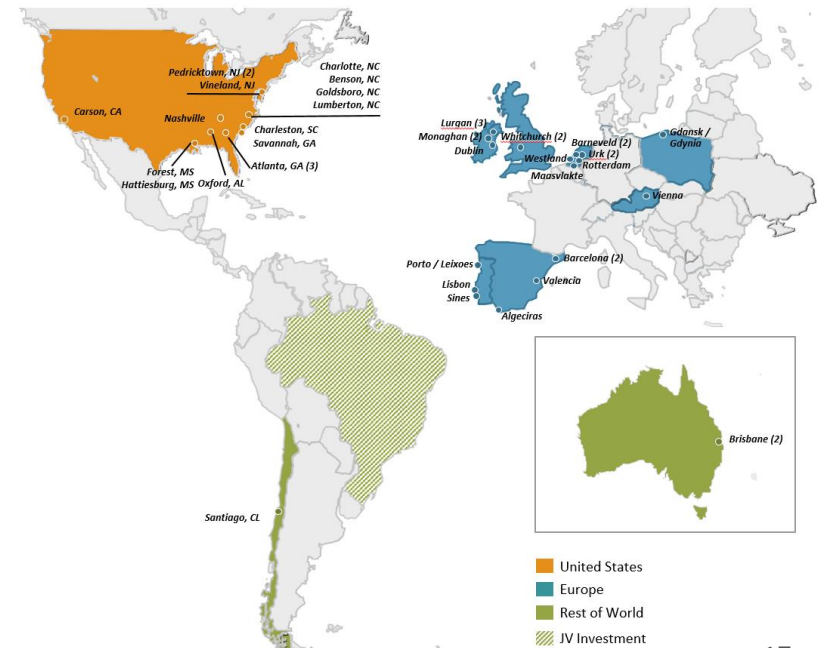 Pedricktown, NJ (2)
Vineland, NJ
Charlotte, NC
Benson, NC
Goldsboro, NC
Lumberton, NC
Carson, CA
Nashville
Charleston, SC
Savannah, GA
Atlanta, GA (3)
Forest, MS
Hattiesburg, MS
Oxford, AL
Lurgan (3)
Monaghan (2)
Dublin
Whitchurch (2)
Westland
Maasvlakte
Barneveld (2)
Urk (2)
Rotterdam
Gdansk /
Gdynia
Vienna
Porto / Leixoes
Lisbon
Sines
Barcelona (2)
Valencia
Algeciras
Brisbane (2)
Santiago, CL
United States
Europe
Rest of World
JV Investment